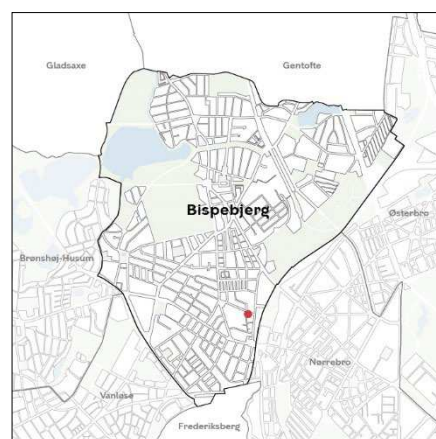 Gladsaxe
Gentofte
Bispebjerg
Østerbro
Brønshøj-Husum
Nørrebro
Vanløse
Frederiksberg